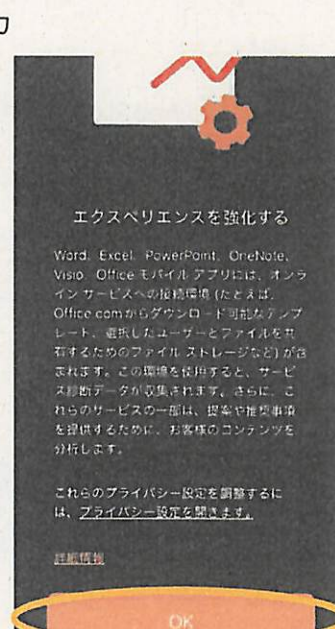 エクスペリエンスを強化する
Word、Excel、PowerPoint、OneNote、
Visio、Office モバイル アプリには、オンラ
イン サービスへの接続環境 (たとえば、
Office.comからダウンロード可能なテンプ
レート、選択したユーザーとファイルを共
有するためのファイル ストレージなど) が含
まれます。この環境を使用すると、サービ
ス診断データが収集されます。さらに、こ
れらのサービスの一部は、提案や推奨事項
を提供するために、お客様のコンテンツを
分析します。
これらのプライバシー設定を調整するに
は、プライバシー設定を開きます。
詳細情報
OK